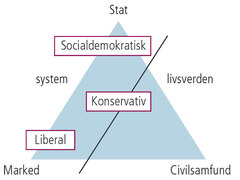 Stat
Socialdemokratisk
system
livsverden
Konservativ
Liberal
Marked
Civilsamfund